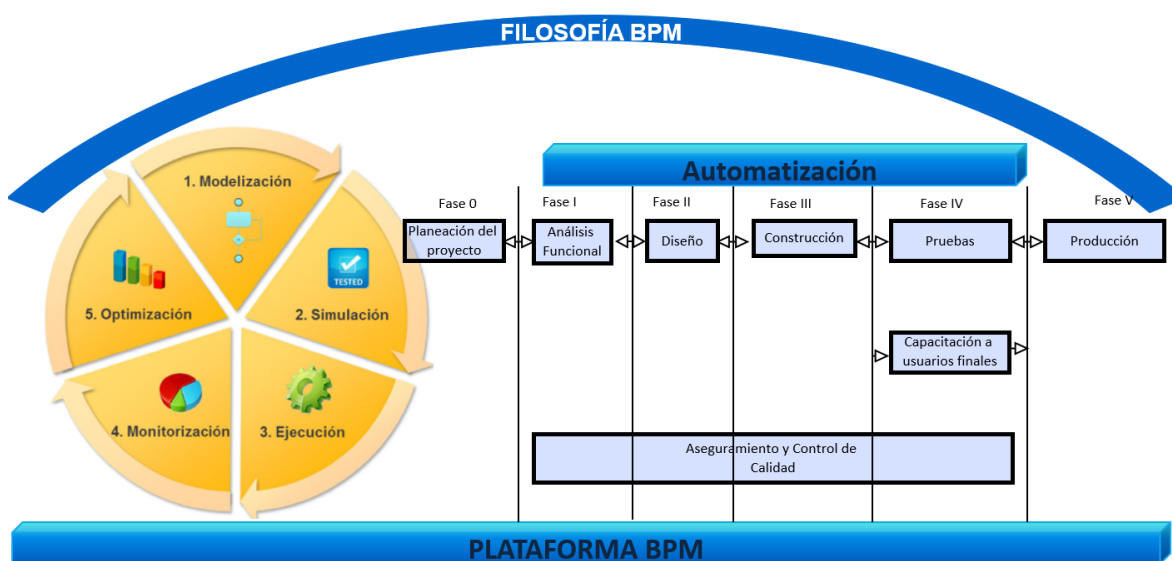 FILOSOFÍA BPM
1. Modelización
TESTED
2. Simulación
3. Ejecución
4. Monitorización
5. Optimización
Automatización
Fase 0
Fase I
Fase II
Fase III
Fase IV
Fase V
Planeación del
proyecto
Análisis
Funcional
Diseño
Construcción
Pruebas
Producción
Capacitación a
usuarios finales
Aseguramiento y Control de
Calidad
PLATAFORMA BPM